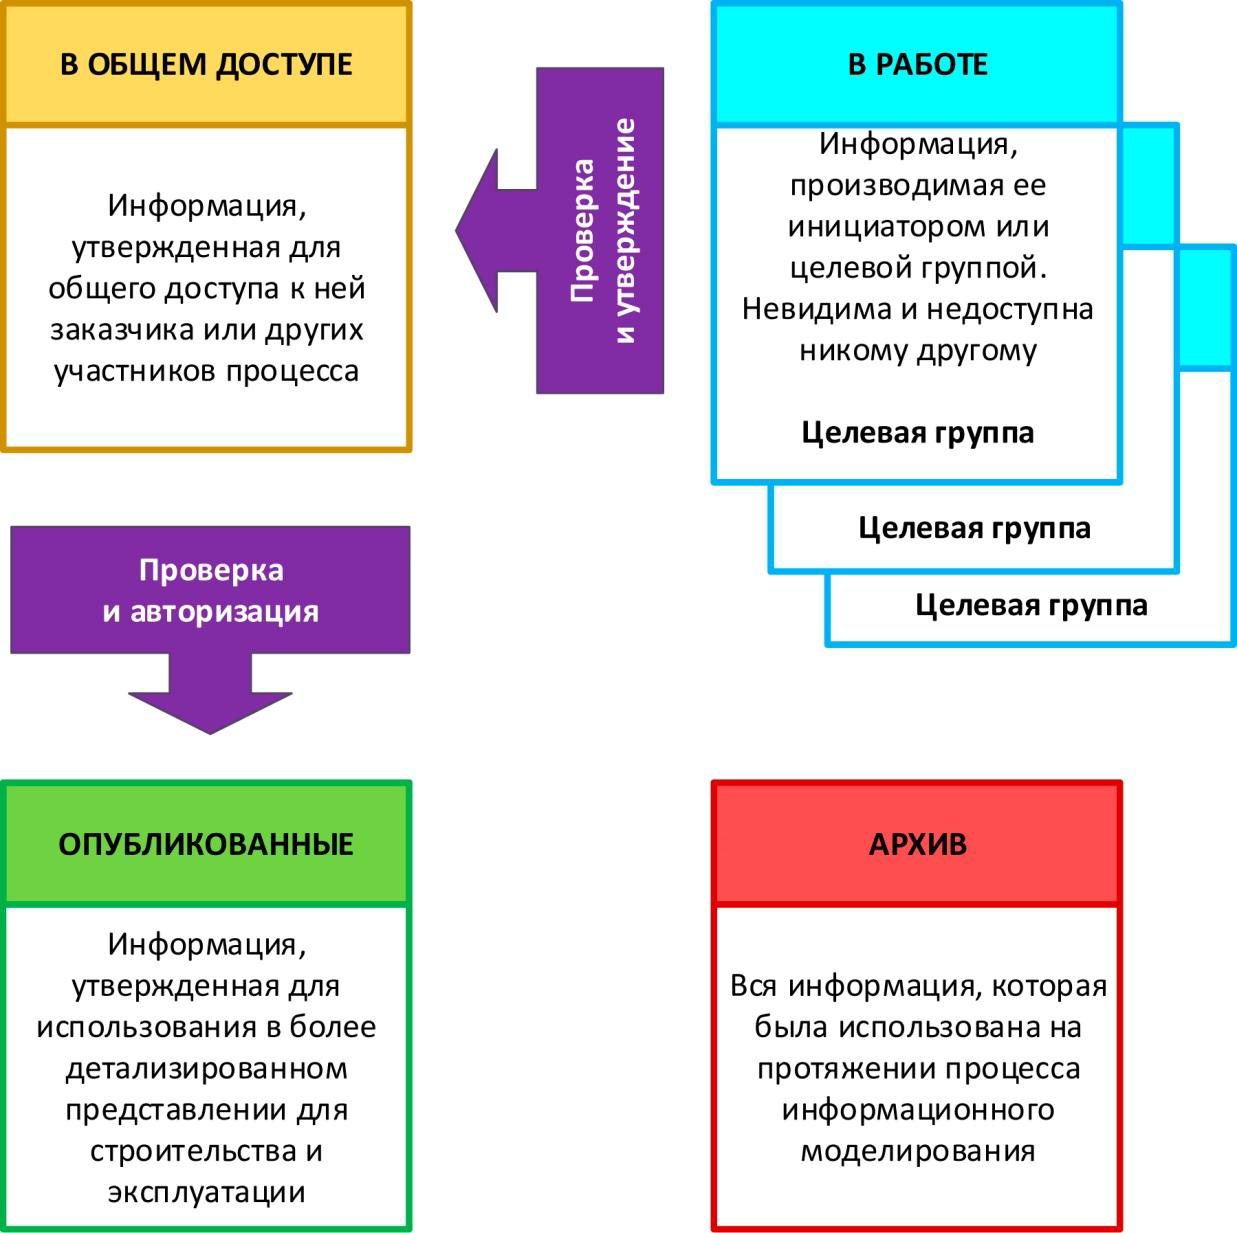 В ОБЩЕМ ДОСТУПЕ
Информация,
утвержденная для
общего доступа к ней
заказчика или других
участников процесса
Проверка
и утверждение
В РАБОТЕ
Информация,
производимая ее
инициатором или
целевой группой.
Невидима и недоступна
никому другому
Целевая группа
Целевая группа
Целевая группа
Проверка
и авторизация
ОПУБЛИКОВАННЫЕ
Информация,
утвержденная для
использования в более
детализированном
представлении для
строительства и
эксплуатации
АРХИВ
Вся информация, которая
была использована на
протяжении процесса
информационного
моделирования